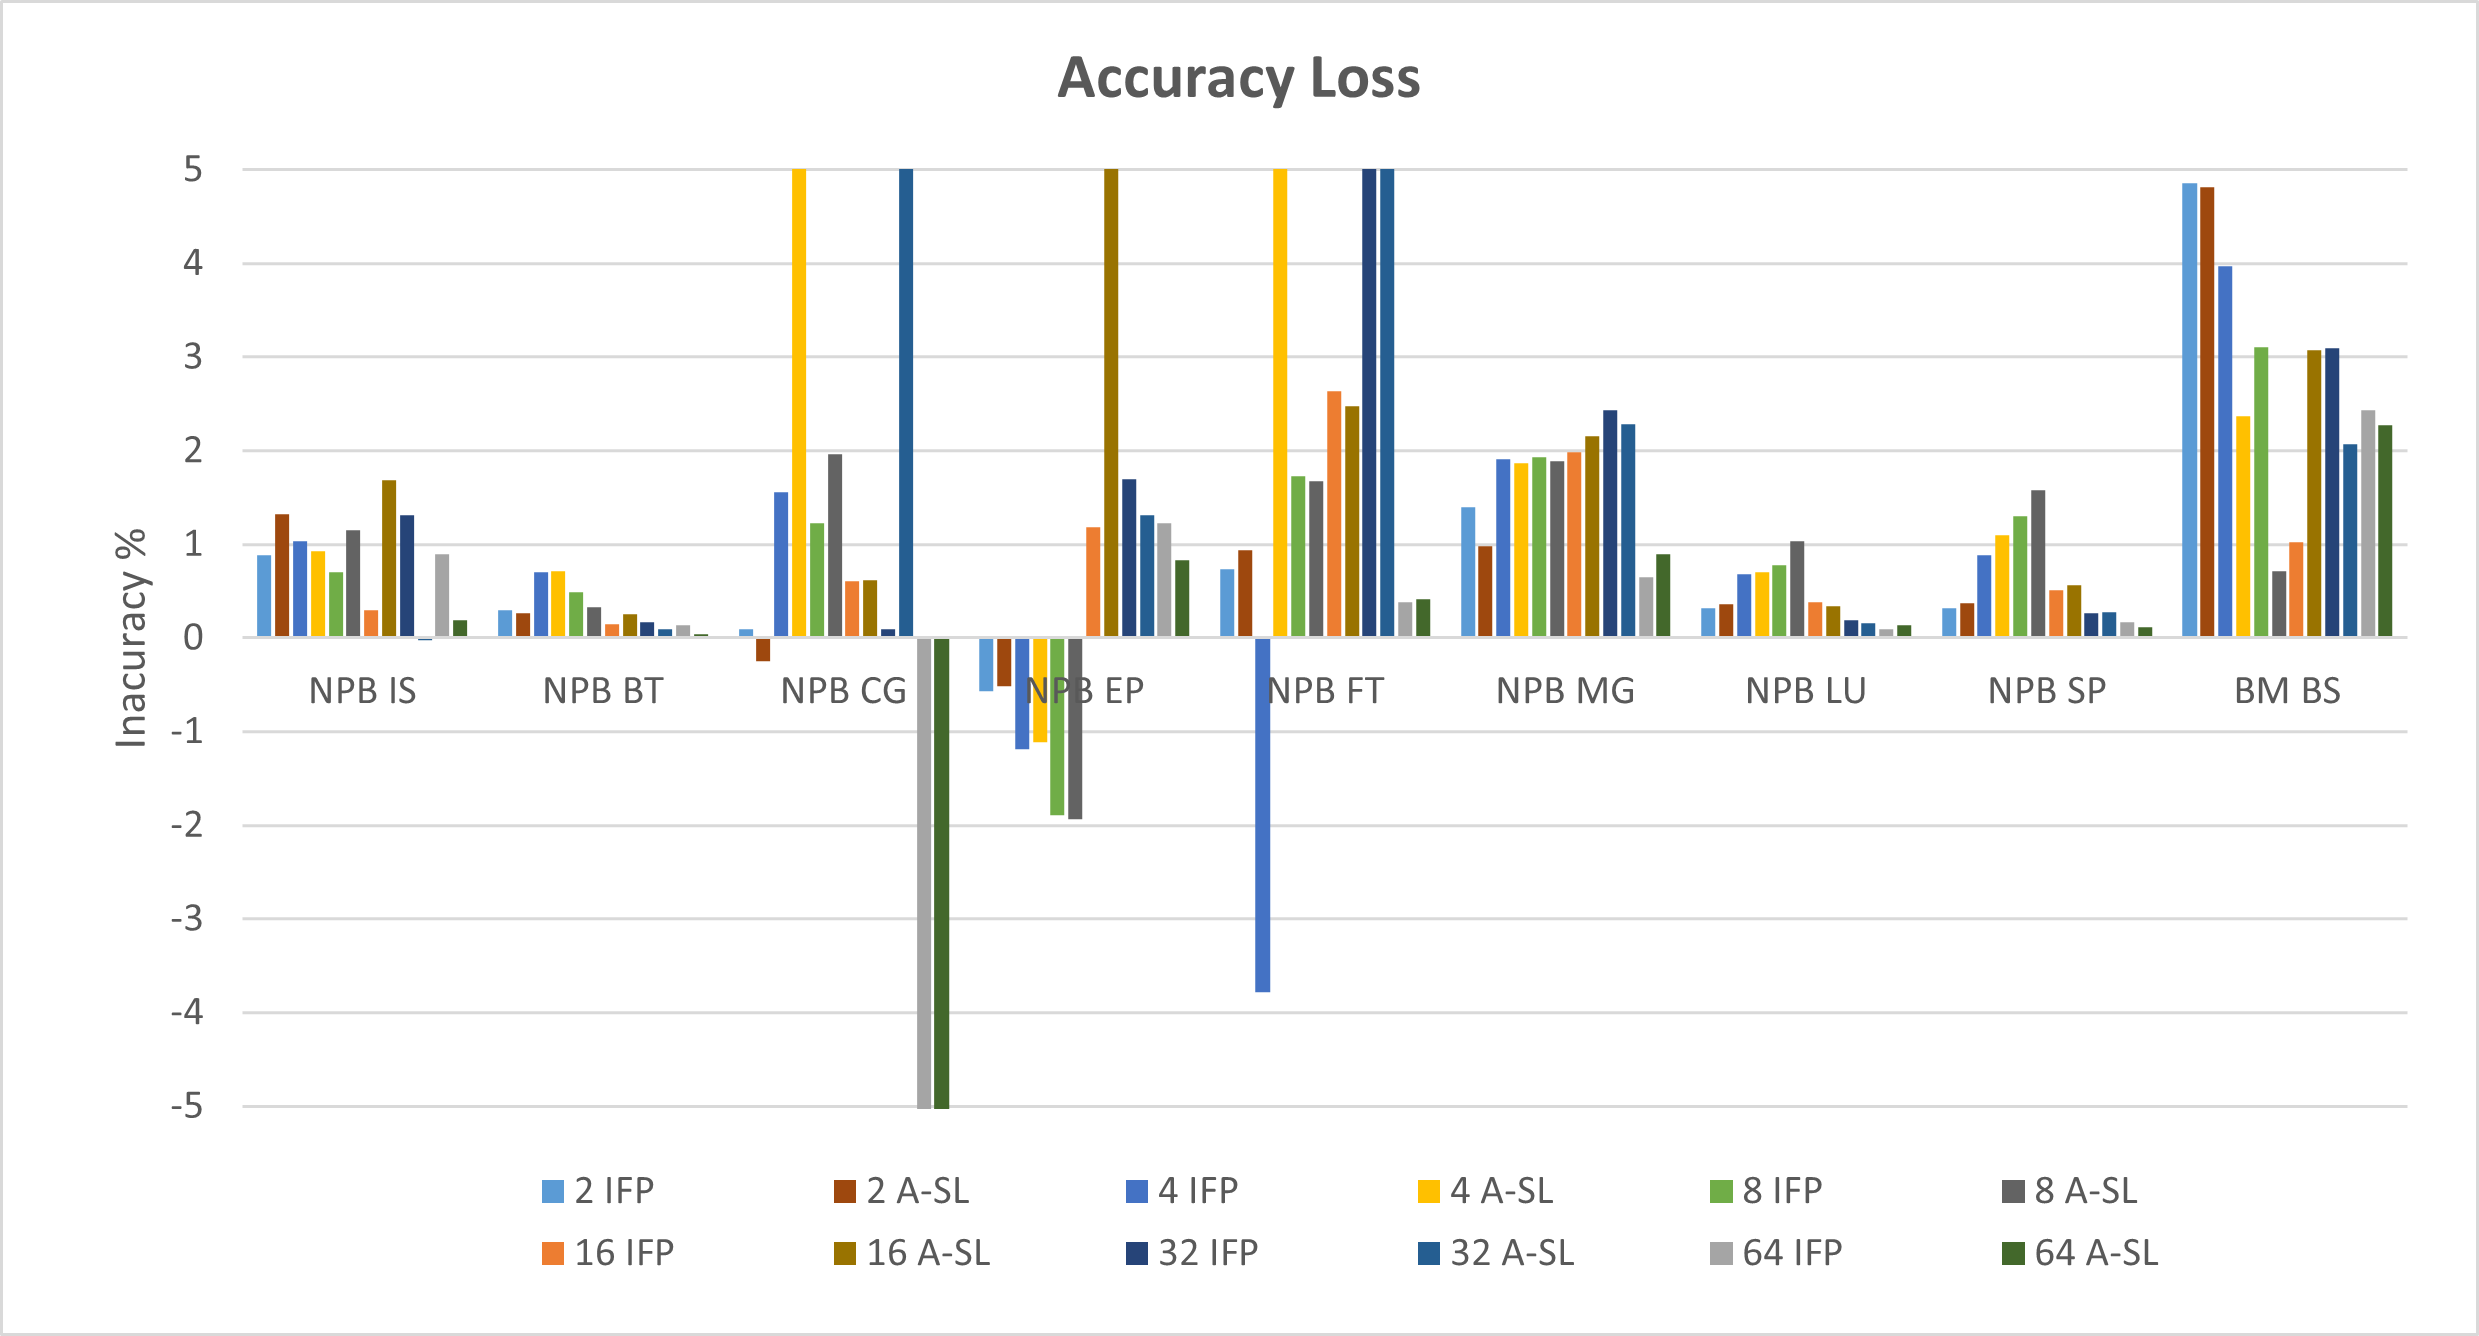 Accuracy Loss
Inacuracy %
5
4
3
2
1
0
-1
-2
-3
-4
-5
NPB IS NPB BT NPB CG NPB EP NPB FT NPB MG NPB LU NPB SP BM BS
2 IFP 2 A-SL 4 IFP 4 A-SL 8 IFP 8 A-SL
16 IFP 16 A-SL 32 IFP 32 A-SL 64 IFP 64 A-SL